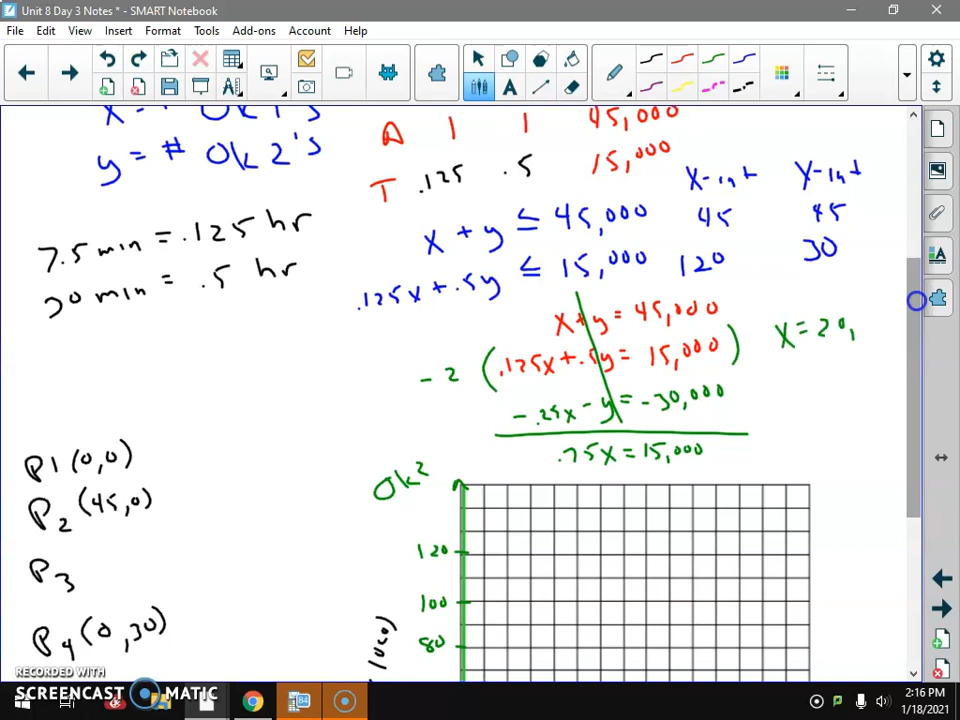 Unit 8 Day 3 Notes * - SMART Notebook
File Edit View Insert Format Tools Add-ons Account Help
Ok 1's
y = # Ok 2's
A 1 1 45,000
T .125 .5 15,000
x-int y-int
x + y ≤ 45,000 45 45
.125x + .5y ≤ 15,000 120 30
7.5 min = .125 hr
30 min = .5 hr
x + y = 45,000
-2 (.125x + .5y = 15,000)
x = 20,
-.25x - y = -30,000
.75x = 15,000
P1 (0,0)
P2 (45,0)
P3
P4 (0,30)
Ok2
120
100
80
RECORDED WITH
SCREENCAST MATIC
84
2:16 PM
1/18/2021